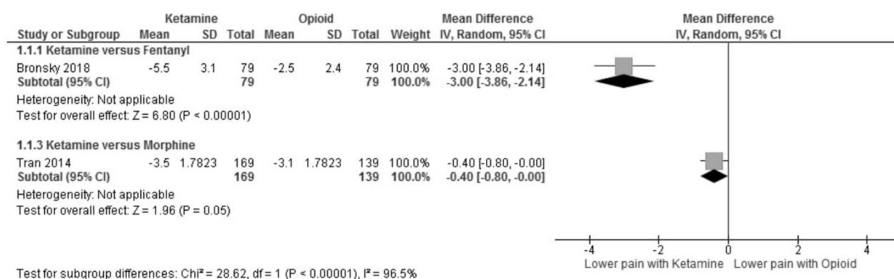 Ketamine Opioid Mean Difference Mean Difference
Study or Subgroup Mean SD Total Mean SD Total Weight IV, Random, 95% CI IV, Random, 95% CI
1.1.1 Ketamine versus Fentanyl
Bronsky 2018 -5.5 3.1 79 -2.5 2.4 79 100.0% -3.00 [-3.86, -2.14]
Subtotal (95% CI) 79 79 100.0% -3.00 [-3.86, -2.14]
Heterogeneity: Not applicable
Test for overall effect: Z = 6.80 (P < 0.00001)
1.1.3 Ketamine versus Morphine
Tran 2014 -3.5 1.7823 169 -3.1 1.7823 139 100.0% -0.40 [-0.80, -0.00]
Subtotal (95% CI) 169 139 100.0% -0.40 [-0.80, -0.00]
Heterogeneity: Not applicable
Test for overall effect: Z = 1.96 (P = 0.05)
-4 -2 0 2 4
Lower pain with Ketamine Lower pain with Opioid
Test for subgroup differences: Chi² = 28.62, df = 1 (P < 0.00001), I² = 96.5%